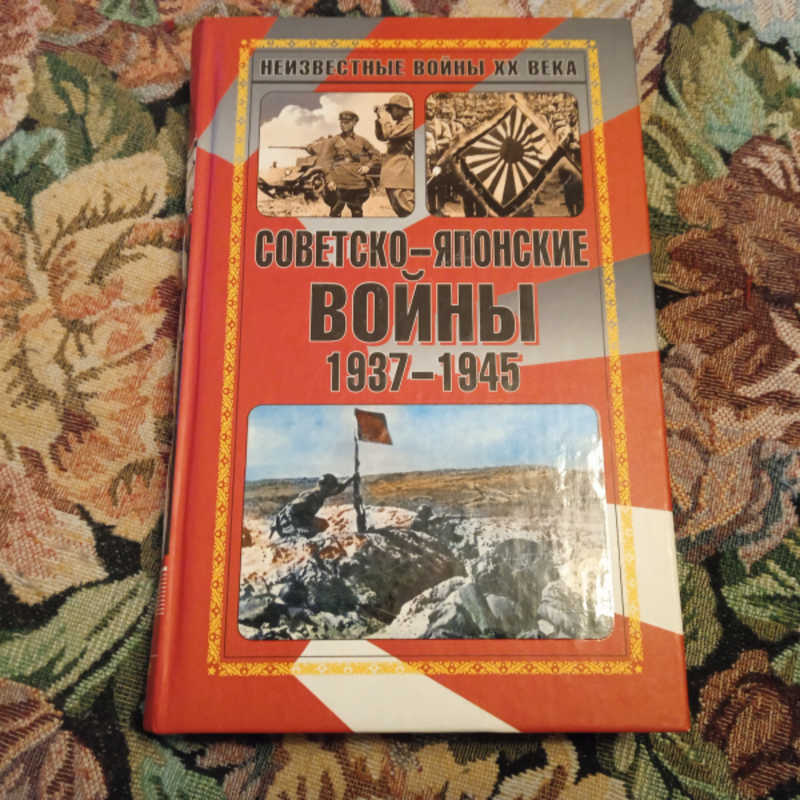 НЕИЗВЕСТНЫЕ ВОЙНЫ XX ВЕКА
СОВЕТСКО-ЯПОНСКИЕ
ВОЙНЫ
1937-1945